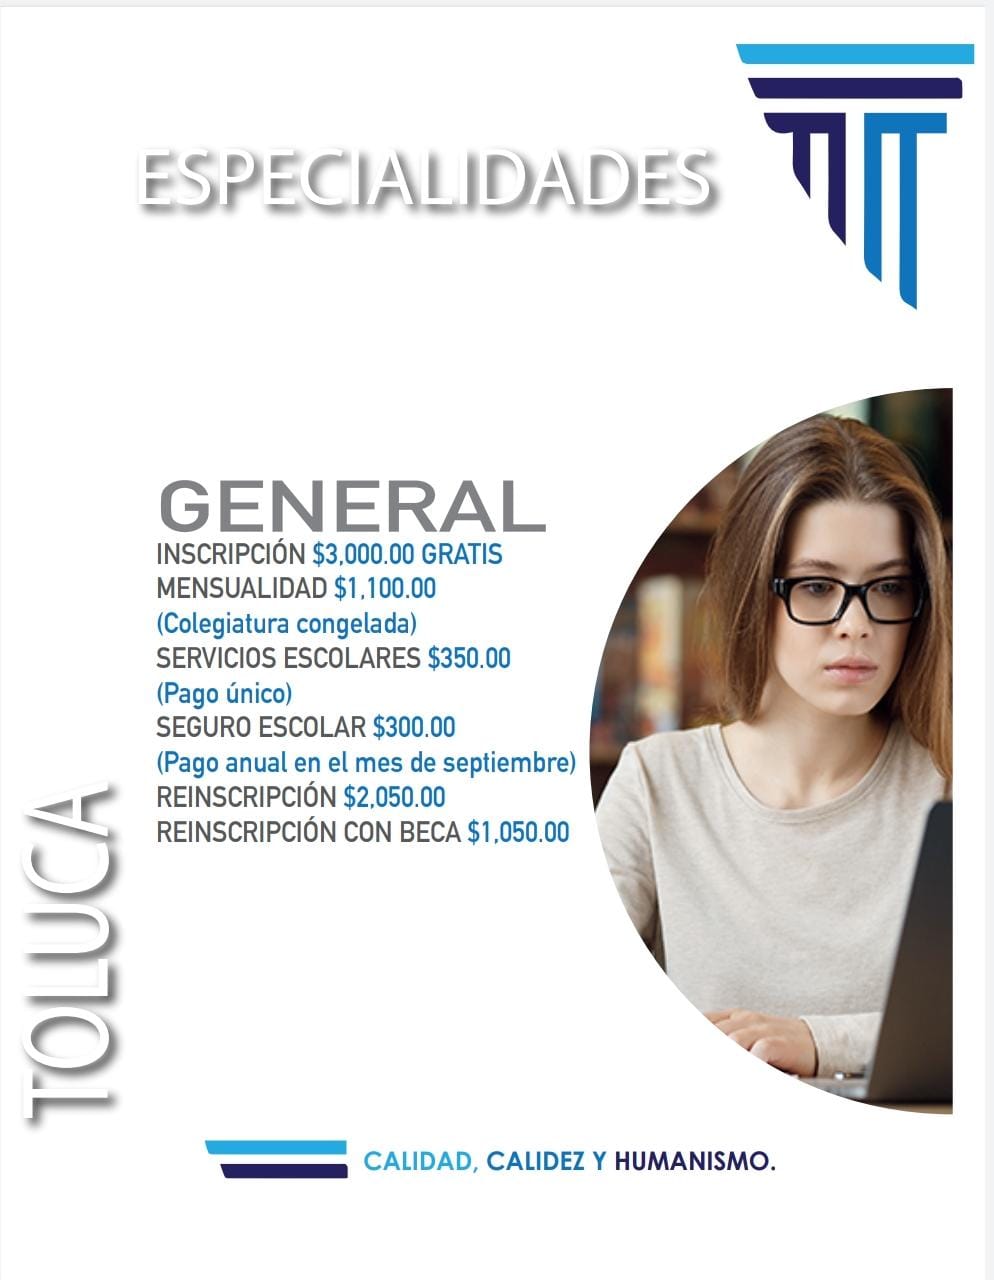 ESPECIALIDADES
GENERAL
INSCRIPCIÓN $3,000.00 GRATIS
MENSUALIDAD $1,100.00
(Colegiatura congelada)
SERVICIOS ESCOLARES $350.00
(Pago único)
SEGURO ESCOLAR $300.00
(Pago anual en el mes de septiembre)
REINSCRIPCIÓN $2,050.00
REINSCRIPCIÓN CON BECA $1,050.00
TOLUCA
CALIDAD, CALIDEZ Y HUMANISMO.